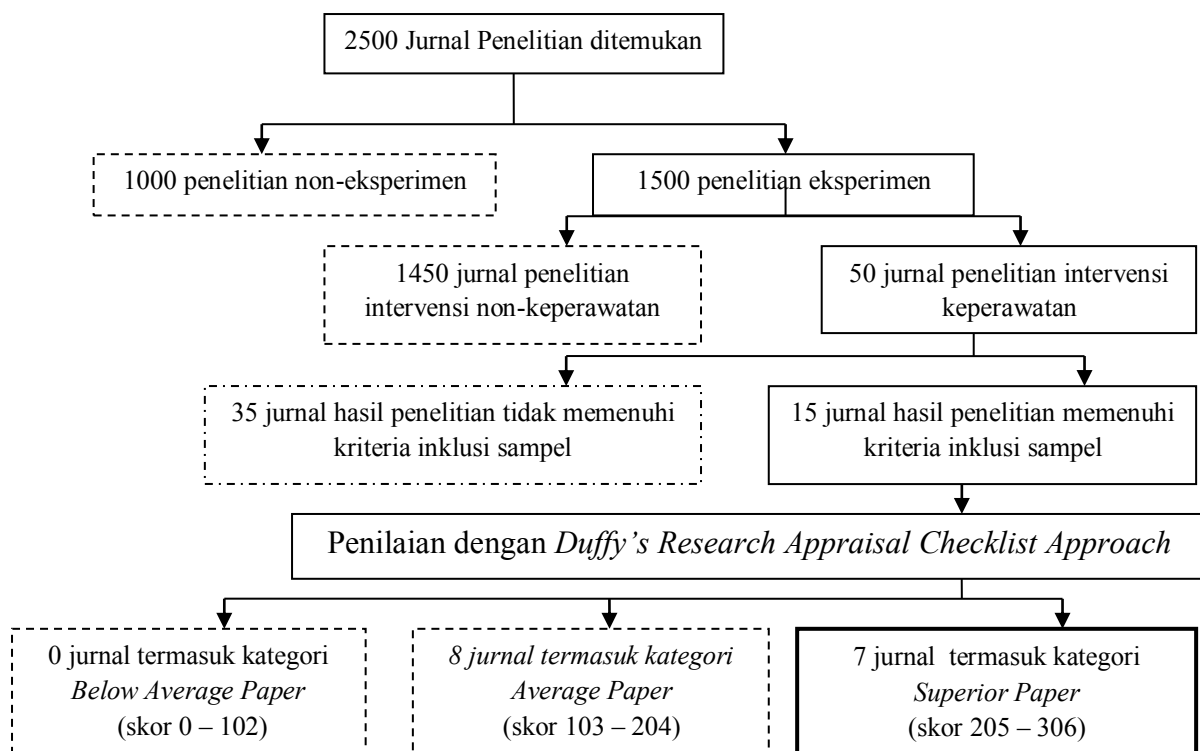 2500 Jurnal Penelitian ditemukan
1000 penelitian non-eksperimen
1500 penelitian eksperimen
1450 jurnal penelitian
intervensi non-keperawatan
50 jurnal penelitian intervensi
keperawatan
35 jurnal hasil penelitian tidak memenuhi
kriteria inklusi sampel
15 jurnal hasil penelitian memenuhi
kriteria inklusi sampel
Penilaian dengan Duffy’s Research Appraisal Checklist Approach
0 jurnal termasuk kategori
Below Average Paper
(skor 0 – 102)
8 jurnal termasuk kategori
Average Paper
(skor 103 – 204)
7 jurnal termasuk kategori
Superior Paper
(skor 205 – 306)